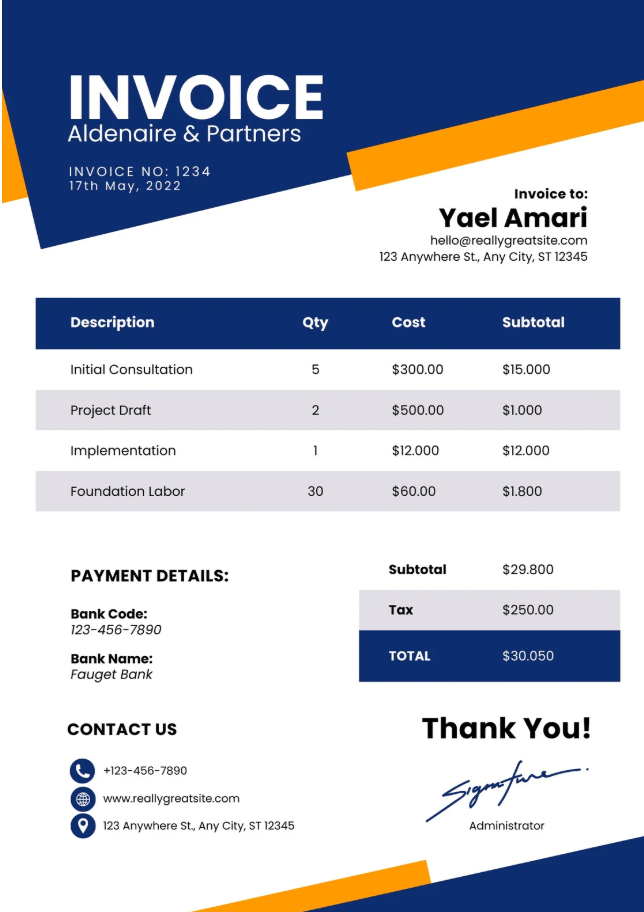 INVOICE
Aldenaire & Partners
INVOICE NO: 1234
17th May, 2022
Invoice to:
Yael Amari
hello@reallygreatsite.com
123 Anywhere St., Any City, ST 12345
Description Qty Cost Subtotal
Initial Consultation 5 $300.00 $15.000
Project Draft 2 $500.00 $1.000
Implementation 1 $12.000 $12.000
Foundation Labor 30 $60.00 $1.800
Subtotal $29.800
Tax $250.00
TOTAL $30.050
PAYMENT DETAILS:
Bank Code:
123-456-7890
Bank Name:
Fauget Bank
CONTACT US
+123-456-7890
www.reallygreatsite.com
123 Anywhere St., Any City, ST 12345
Thank You!
Signature
Administrator